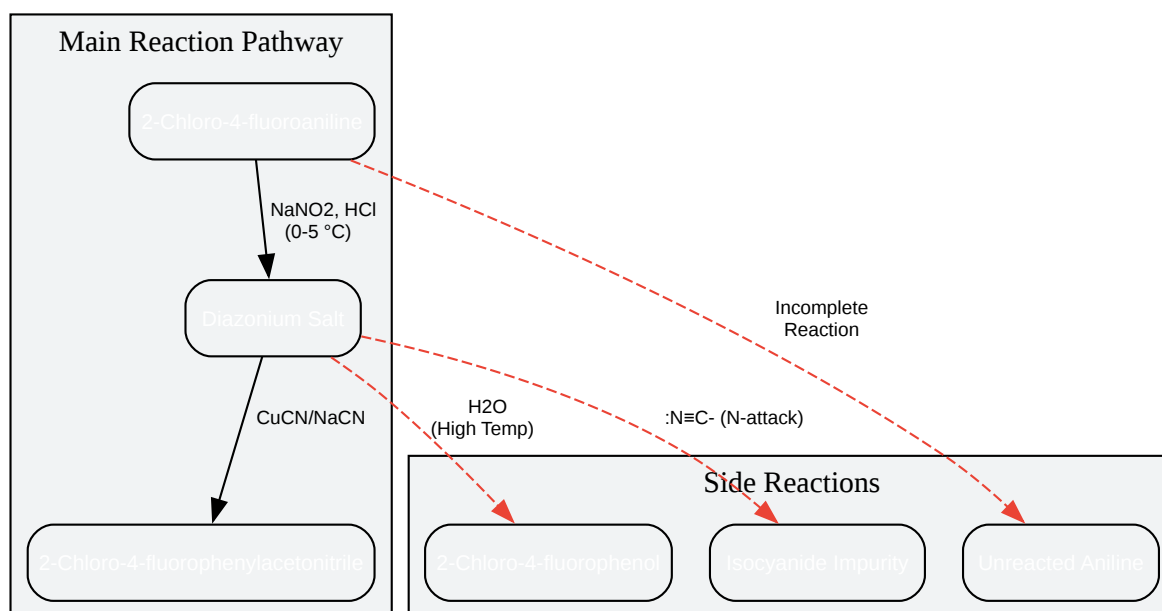 Main Reaction Pathway
2-Chloro-4-fluoroaniline
NaNO2, HCl
(0-5 °C)
Diazonium Salt
Incomplete
Reaction
CuCN/NaCN
H2O
(High Temp)
:N≡C- (N-attack)
Side Reactions
2-Chloro-4-fluorophenylacetonitrile
2-Chloro-4-fluorophenol
Isocyanide Impurity
Unreacted Aniline